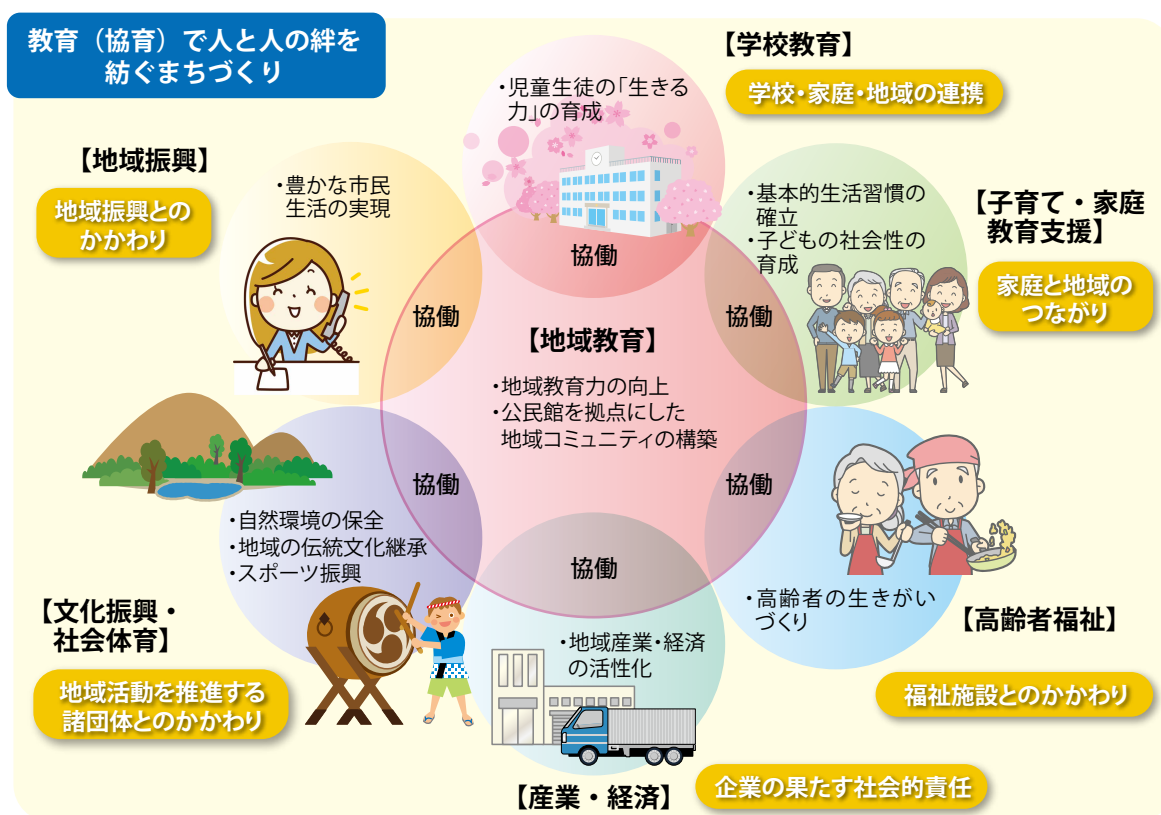 教育（協育）で人と人の絆を
紡ぐまちづくり
【学校教育】
学校・家庭・地域の連携
・児童生徒の「生きる
力」の育成
協働
【地域振興】
地域振興との
かかわり
・豊かな市民
生活の実現
協働
・基本的生活習慣の
確立
・子どもの社会性の
育成
協働
【子育て・家庭
教育支援】
家庭と地域の
つながり
【地域教育】
・地域教育力の向上
・公民館を拠点にした
地域コミュニティの構築
協働
・自然環境の保全
・地域の伝統文化継承
・スポーツ振興
【文化振興・
社会体育】
地域活動を推進する
諸団体とのかかわり
協働
・地域産業・経済
の活性化
【産業・経済】
企業の果たす社会的責任
協働
・高齢者の生きがい
づくり
【高齢者福祉】
福祉施設とのかかわり